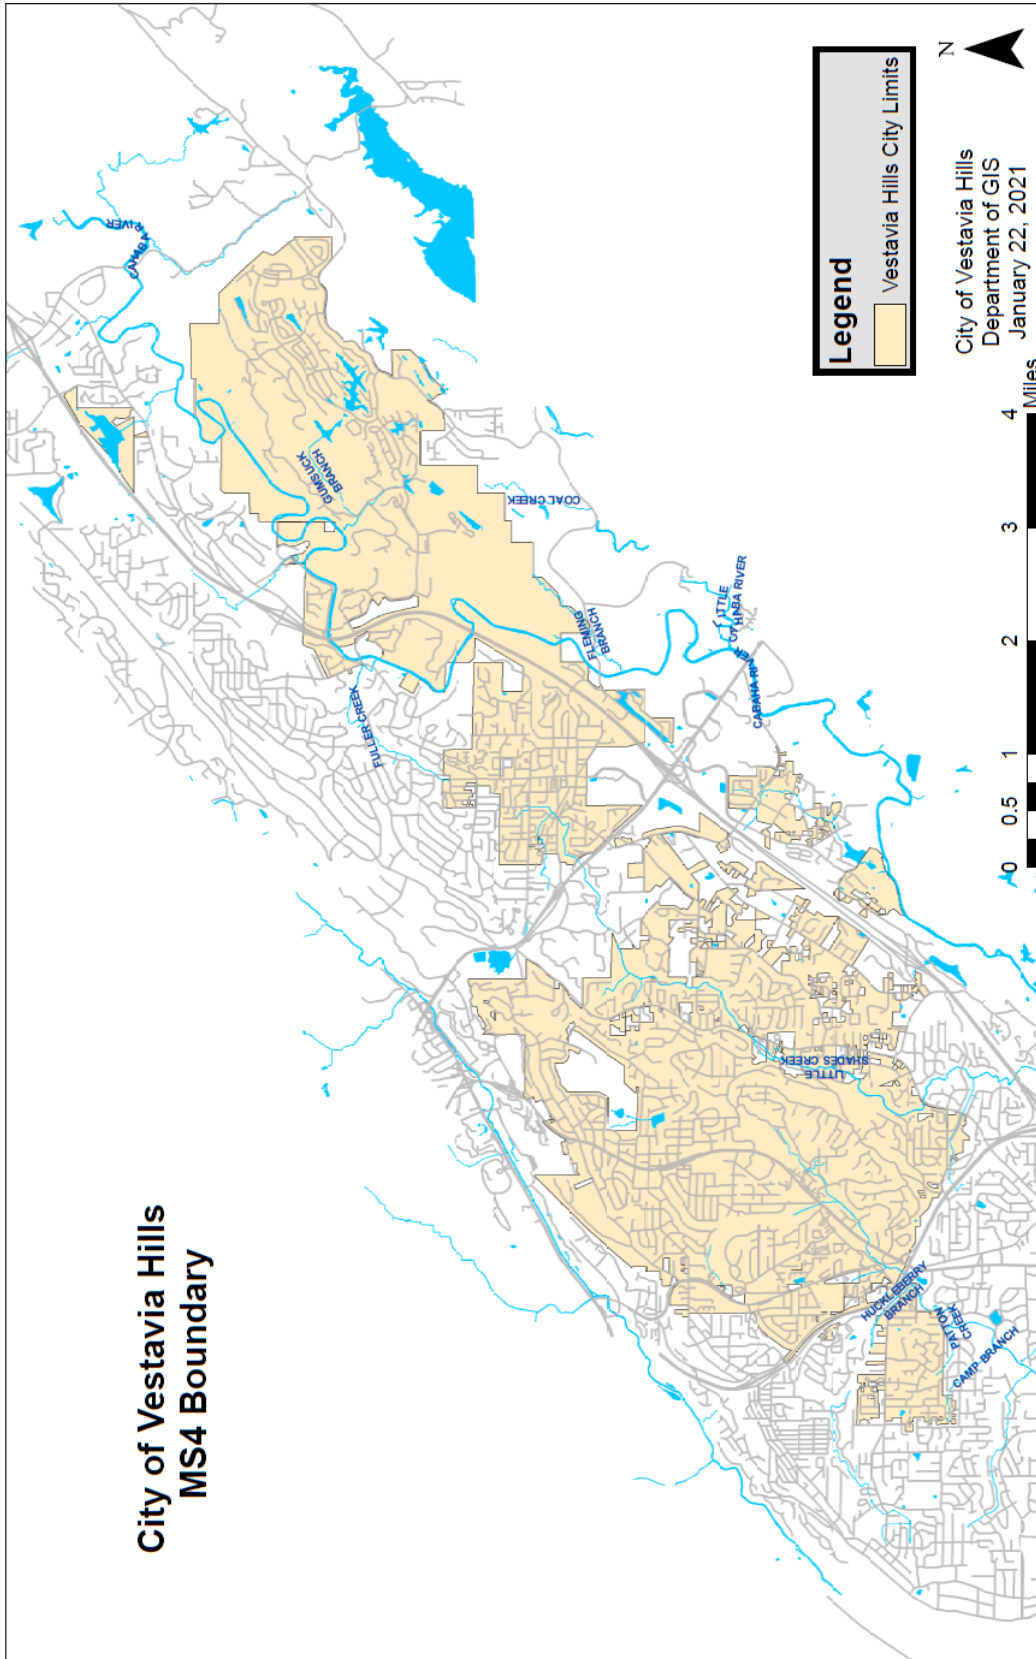 City of Vestavia Hills
MS4 Boundary
CAHABA RIVER
GUMSUCK
BRANCH
COAL CREEK
FULLER CREEK
FLEMING
BRANCH
LITTLE
CAHABA RIVER
CABAHA RIVER
LITTLE
SHADES CREEK
HUCKLEBERRY
BRANCH
PATTON
CREEK
CAMP BRANCH
Legend
Vestavia Hills City Limits
N
City of Vestavia Hills
Department of GIS
January 22, 2021
0 0.5 1 2 3 4
Miles